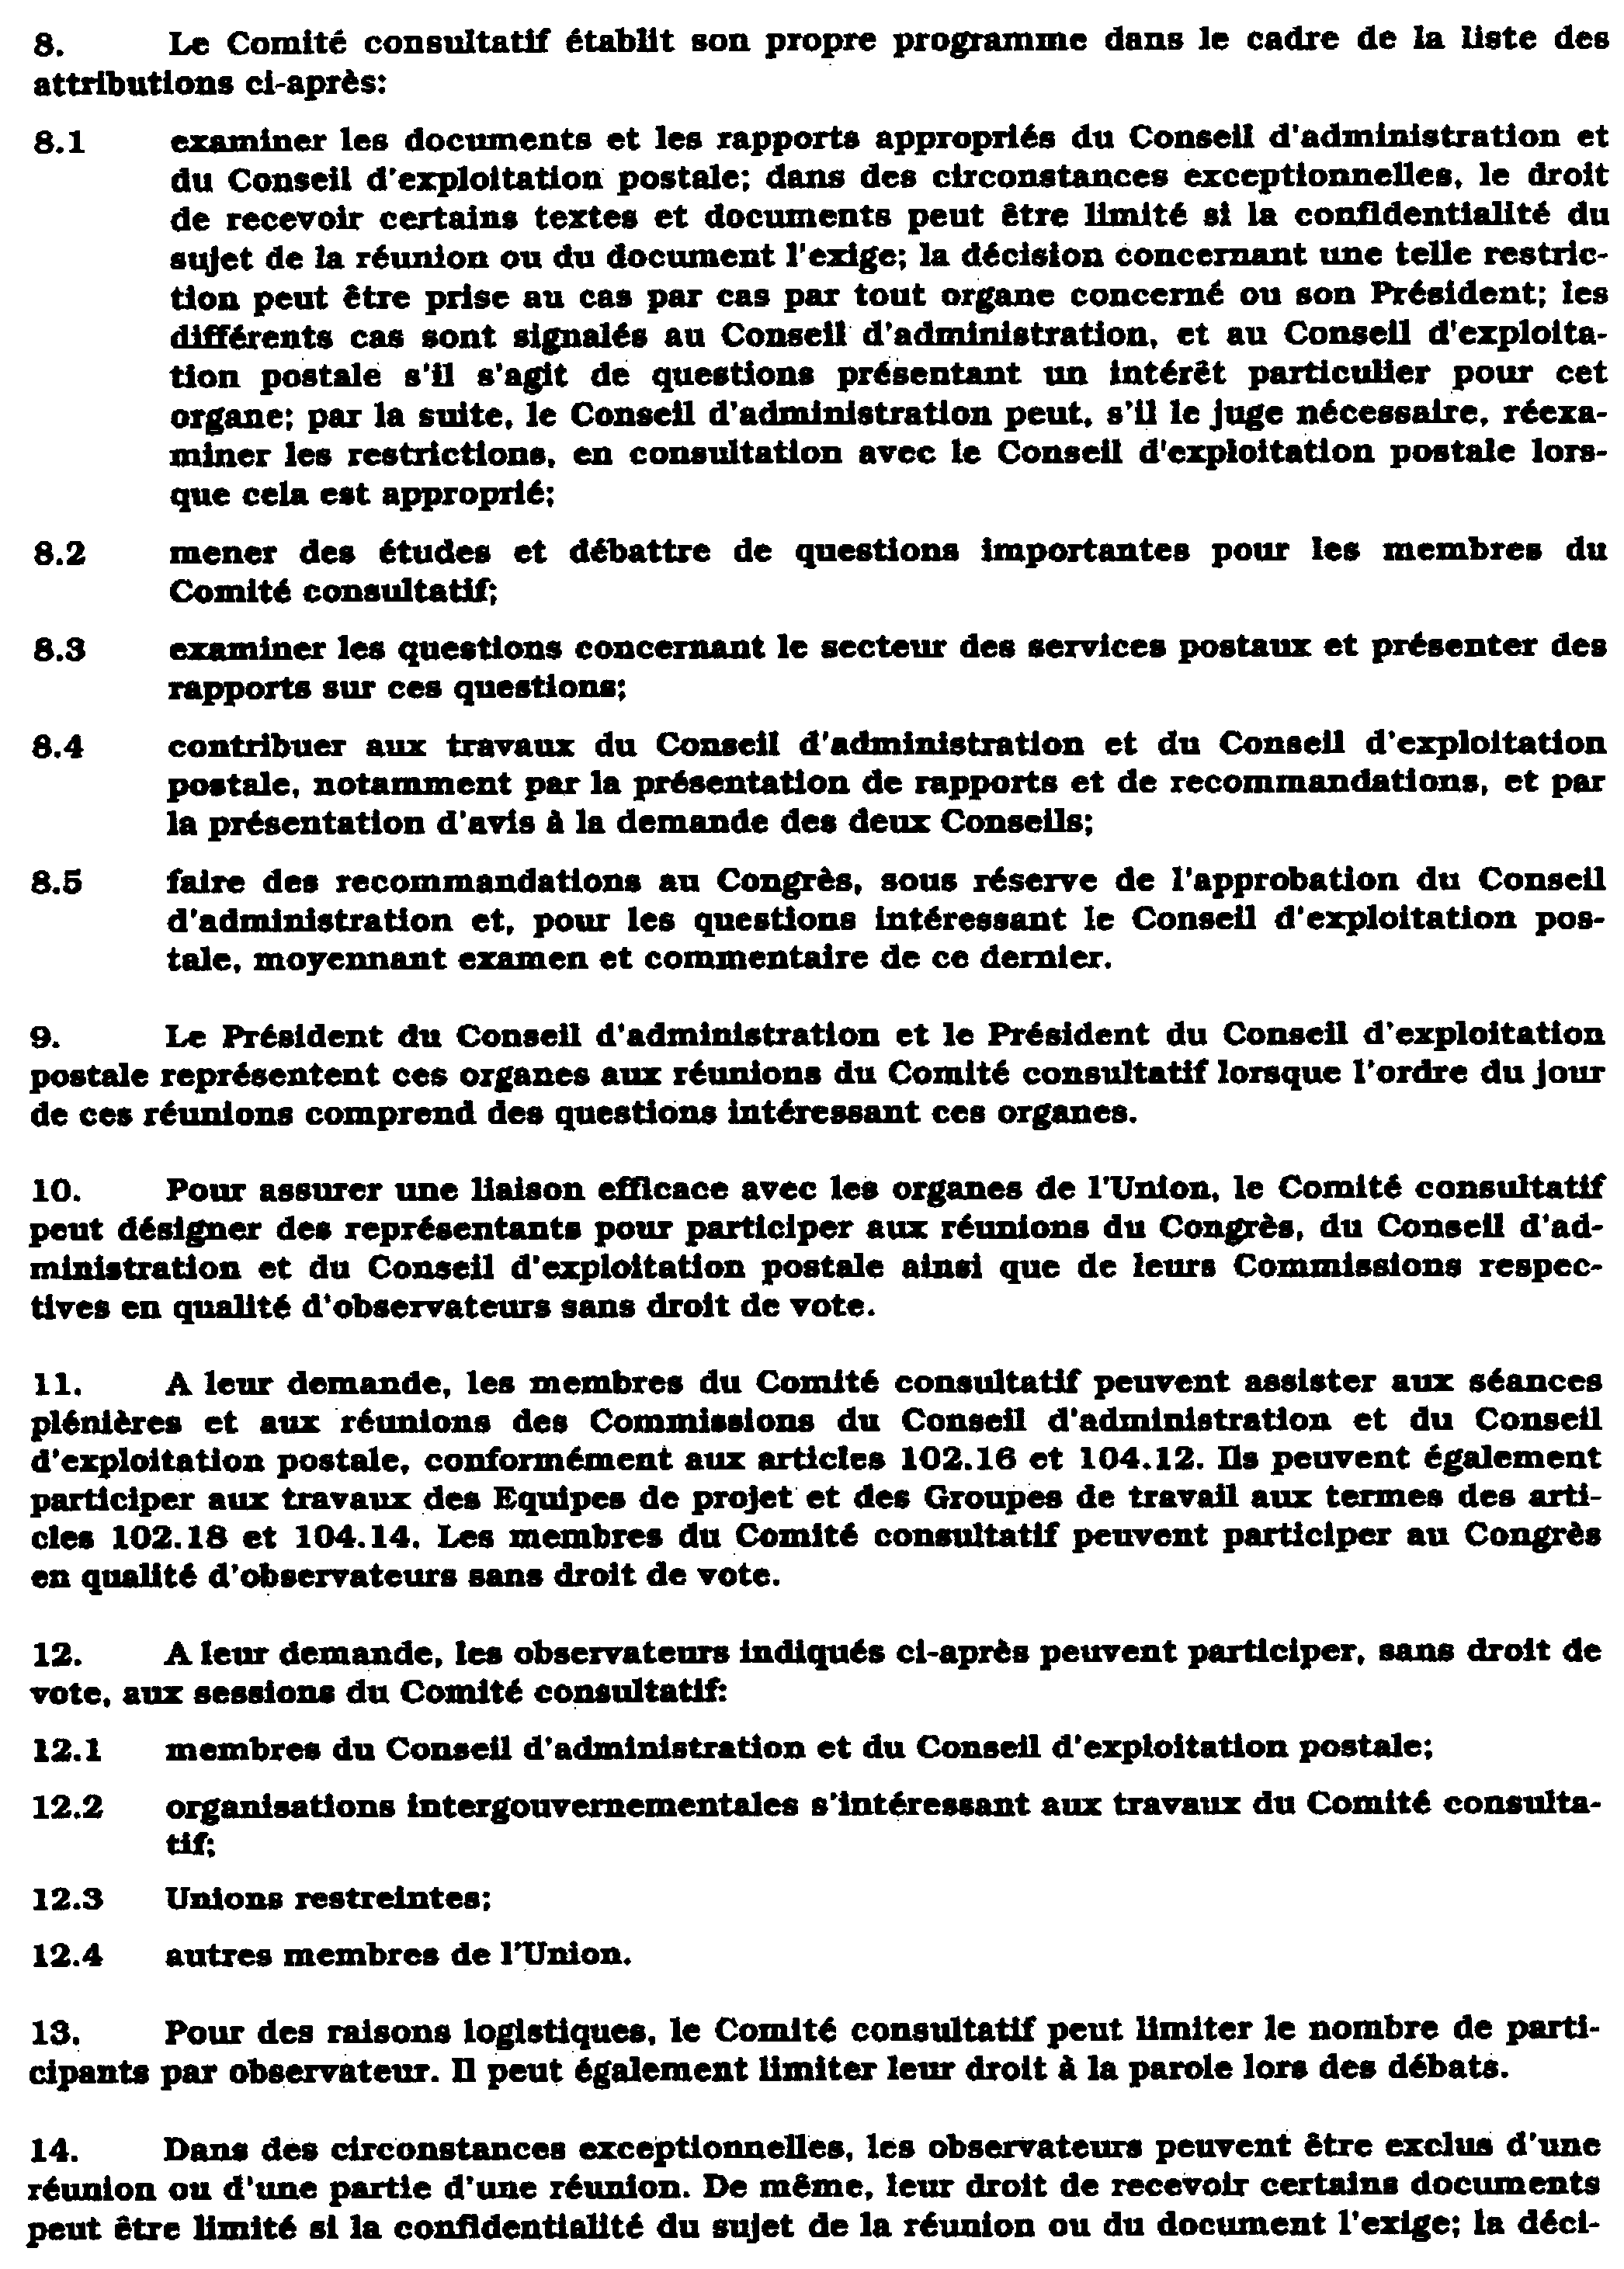 8. Le Comité consultatif établit son propre programme dans le cadre de la liste des
attributions ci-après:
8.1 examiner les documents et les rapports appropriés du Conseil d'administration et
du Conseil d'exploitation postale; dans des circonstances exceptionnelles, le droit
de recevoir certains textes et documents peut être limité si la confidentialité du
sujet de la réunion ou du document l'exige; la décision concernant une telle restric-
tion peut être prise au cas par cas par tout organe concerné ou son Président; les
différents cas sont signalés au Conseil d'administration, et au Conseil d'exploita-
tion postale s'il s'agit de questions présentant un intérêt particulier pour cet
organe; par la suite, le Conseil d'administration peut, s'il le juge nécessaire, réexa-
miner les restrictions, en consultation avec le Conseil d'exploitation postale lors-
que cela est approprié;
8.2 mener des études et débattre de questions importantes pour les membres du
Comité consultatif;
8.3 examiner les questions concernant le secteur des services postaux et présenter des
rapports sur ces questions;
8.4 contribuer aux travaux du Conseil d'administration et du Conseil d'exploitation
postale, notamment par la présentation de rapports et de recommandations, et par
la présentation d'avis à la demande des deux Conseils;
8.5 faire des recommandations au Congrès, sous réserve de l'approbation du Conseil
d'administration et, pour les questions intéressant le Conseil d'exploitation pos-
tale, moyennant examen et commentaire de ce dernier.
9. Le Président du Conseil d'administration et le Président du Conseil d'exploitation
postale représentent ces organes aux réunions du Comité consultatif lorsque l'ordre du jour
de ces réunions comprend des questions intéressant ces organes.
10. Pour assurer une liaison efficace avec les organes de l'Union, le Comité consultatif
peut désigner des représentants pour participer aux réunions du Congrès, du Conseil d'ad-
ministration et du Conseil d'exploitation postale ainsi que de leurs Commissions respec-
tives en qualité d'observateurs sans droit de vote.
11. A leur demande, les membres du Comité consultatif peuvent assister aux séances
plénières et aux réunions des Commissions du Conseil d'administration et du Conseil
d'exploitation postale, conformément aux articles 102.16 et 104.12. Ils peuvent également
participer aux travaux des Equipes de projet et des Groupes de travail aux termes des arti-
cles 102.18 et 104.14. Les membres du Comité consultatif peuvent participer au Congrès
en qualité d'observateurs sans droit de vote.
12. A leur demande, les observateurs indiqués ci-après peuvent participer, sans droit de
vote, aux sessions du Comité consultatif:
12.1 membres du Conseil d'administration et du Conseil d'exploitation postale;
12.2 organisations intergouvernementales s'intéressant aux travaux du Comité consulta-
tif;
12.3 Unions restreintes;
12.4 autres membres de l'Union.
13. Pour des raisons logistiques, le Comité consultatif peut limiter le nombre de parti-
cipants par observateur. Il peut également limiter leur droit à la parole lors des débats.
14. Dans des circonstances exceptionnelles, les observateurs peuvent être exclus d'une
réunion ou d'une partie d'une réunion. De même, leur droit de recevoir certains documents
peut être limité si la confidentialité du sujet de la réunion ou du document l'exige; la déci-